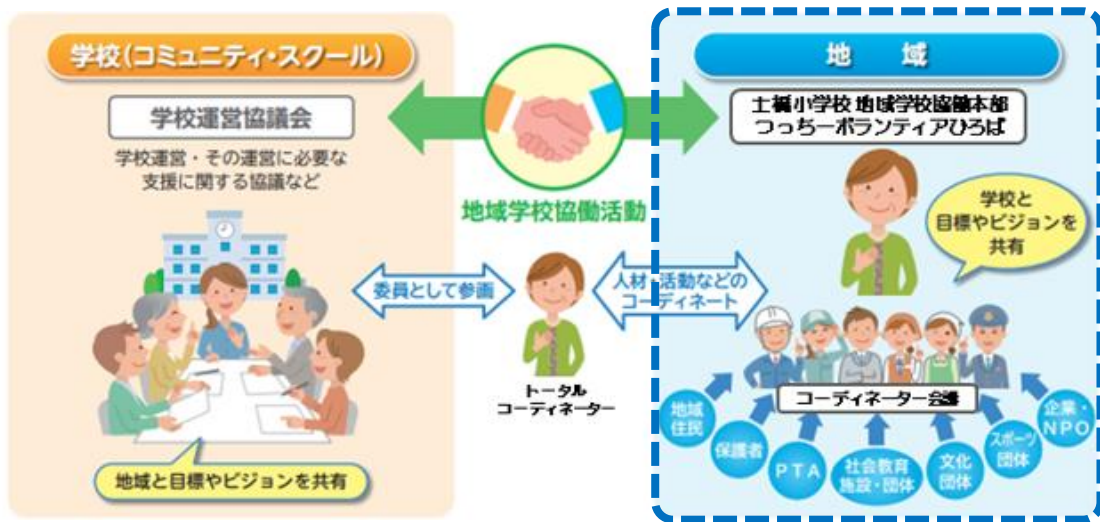 学校(コミュニティ・スクール)
学校運営協議会
学校運営・その運営に必要な
支援に関する協議など
地域と目標やビジョンを共有
地域学校協働活動
委員として参画
トータル
コーディネーター
人材・活動などの
コーディネート
地　域
土橋小学校 地域学校協働本部
つっちーボランティアひろば
学校と
目標やビジョンを
共有
コーディネーター会議
地域
住民
保護者
PTA
社会教育
施設・団体
文化
団体
スポーツ
団体
企業・
NPO